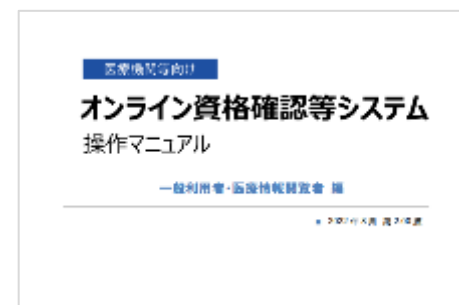 医療機関等向け
オンライン資格確認等システム
操作マニュアル
一般利用者・医療情報閲覧者 編